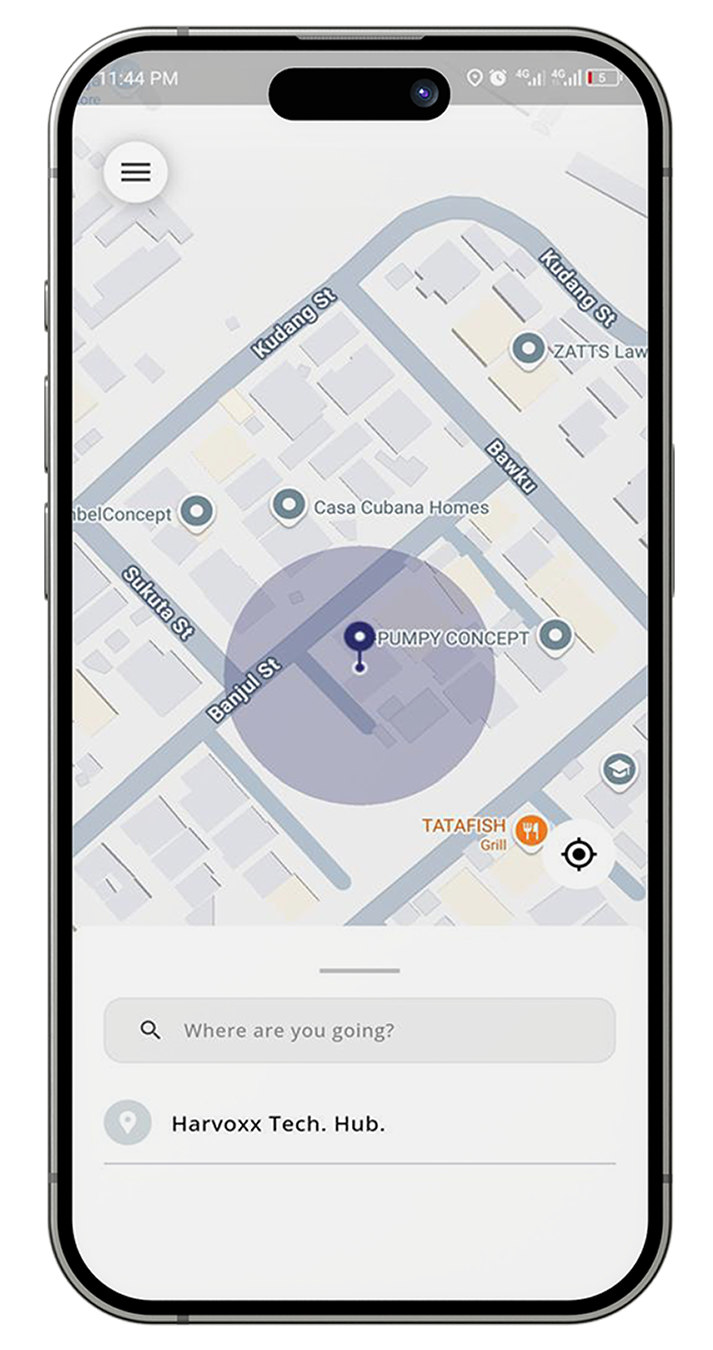 11:44 PM
4G
4G
5
ore
Kudang St
Kudang St
ZATTS Law
Bawku
belConcept
Casa Cubana Homes
Sukuta St
PUMPY CONCEPT
Banjul St
TATAFISH
Grill
Where are you going?
Harvoxx Tech. Hub.